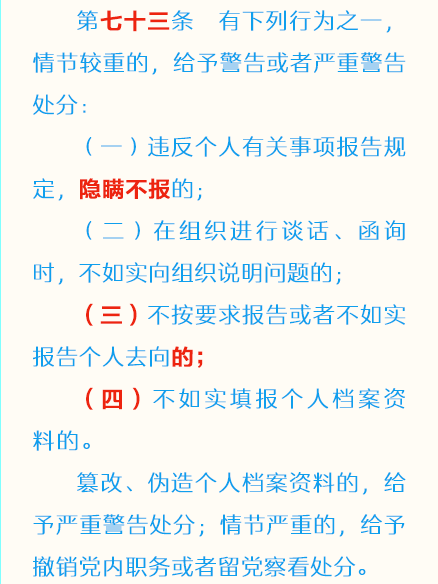 第七十三条　有下列行为之一，
情节较重的，给予警告或者严重警告
处分：
（一）违反个人有关事项报告规
定，隐瞒不报的；
（二）在组织进行谈话、函询
时，不如实向组织说明问题的；
（三）不按要求报告或者不如实
报告个人去向的；
（四）不如实填报个人档案资
料的。
篡改、伪造个人档案资料的，给
予严重警告处分；情节严重的，给予
撤销党内职务或者留党察看处分。